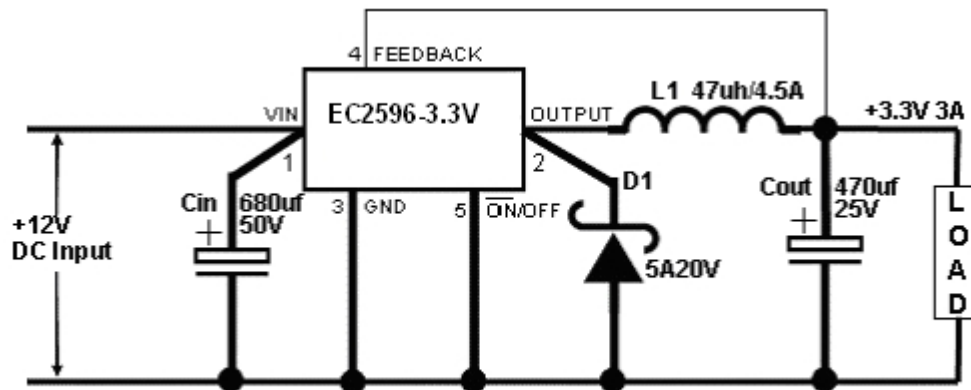 4 FEEDBACK
L1 47uh/4.5A
VIN
EC2596-3.3V
OUTPUT
+3.3V 3A
1
2
D1
Cin
680uf
50V
+
3 GND
5 ON/OFF
Cout
470uf
25V
+
+12V
DC Input
5A20V
LOAD